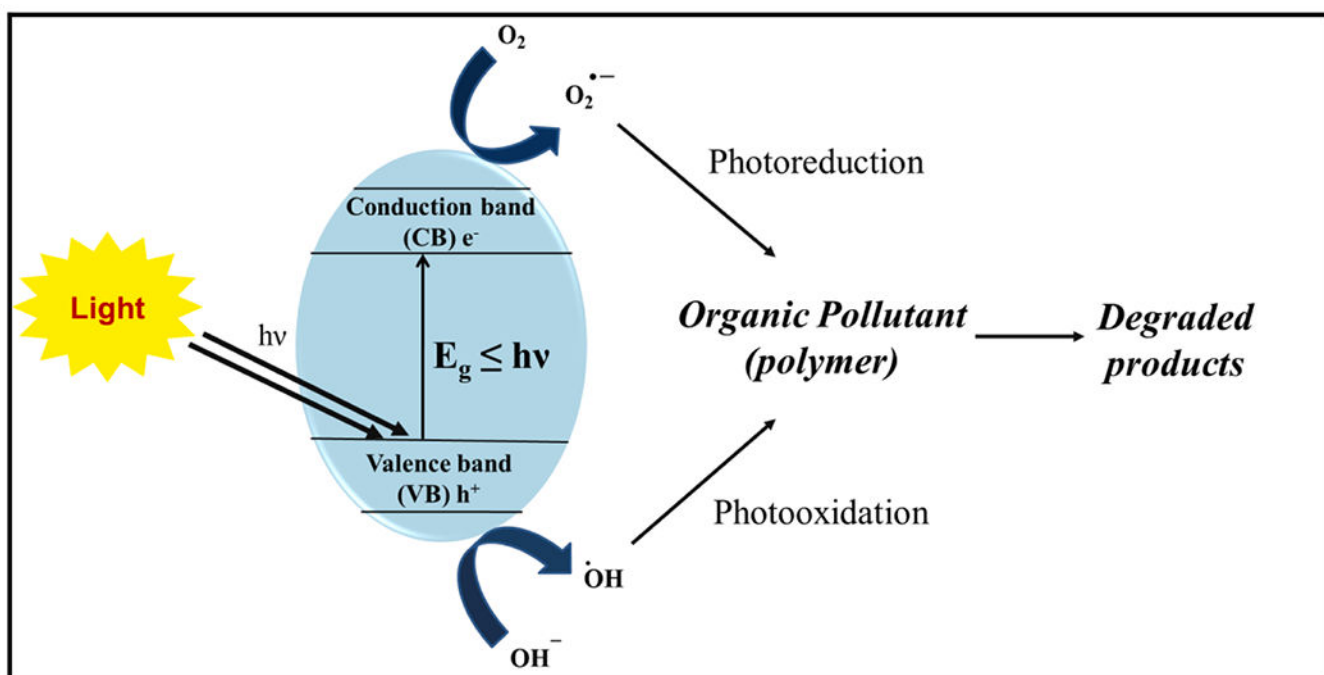 O₂
O₂•−
Photoreduction
Conduction band
(CB) e⁻
Light
hν
E_g ≤ hν
Organic Pollutant
(polymer)
Degraded
products
Valence band
(VB) h⁺
Photooxidation
•OH
OH⁻